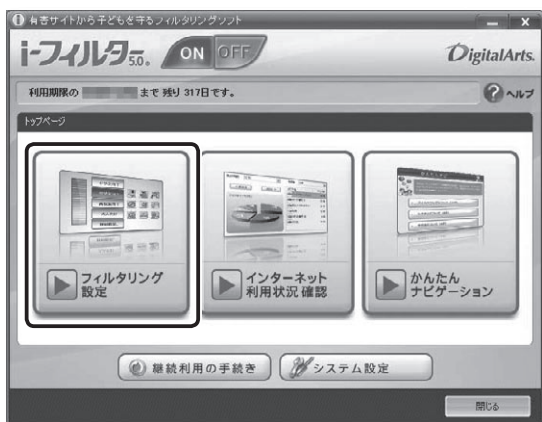 有害サイトから子どもを守るフィルタリングソフト
i-フィルター5.0. ON OFF
DigitalArts.
利用期限の まで 残り 317日です。
ヘルプ
トップページ
フィルタリング
設定
インターネット
利用状況 確認
かんたん
ナビゲーション
継続利用の手続き
システム設定
閉じる